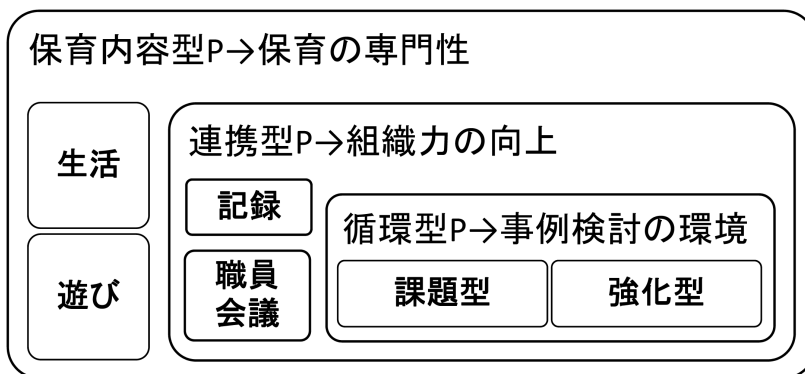 保育内容型P→保育の専門性
生活
遊び
連携型P→組織力の向上
記録
職員
会議
循環型P→事例検討の環境
課題型
強化型